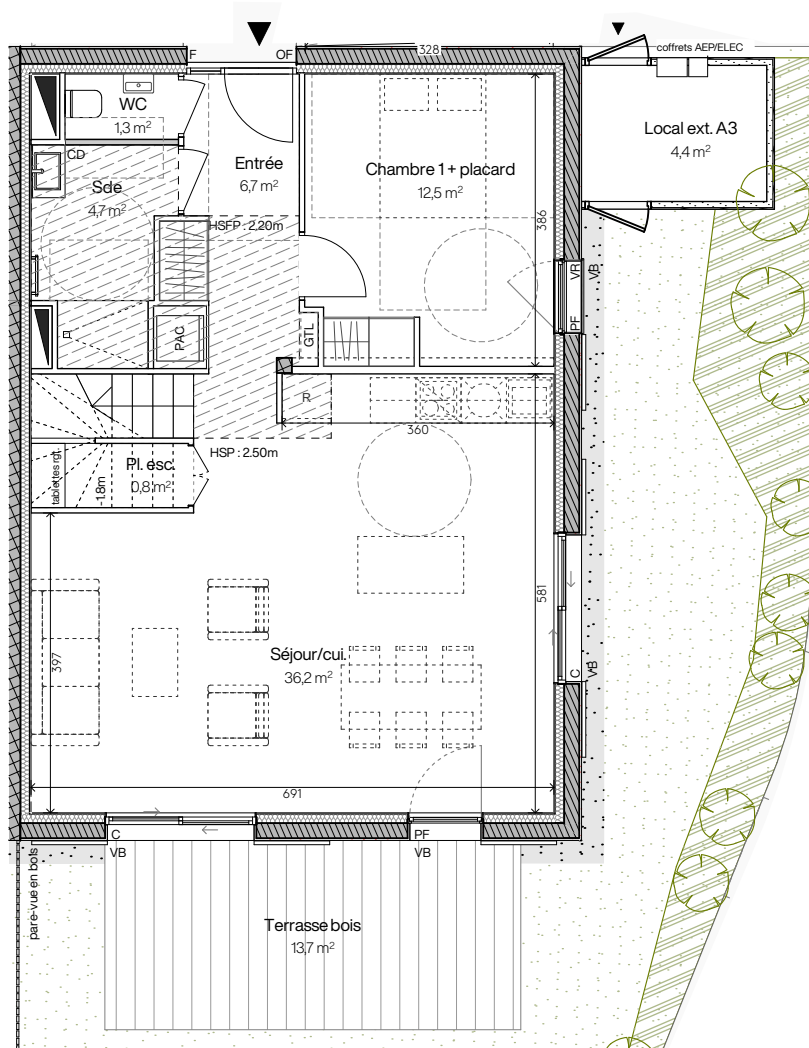 F
OF
328
coffrets AEP/ELEC
WC
1,3 m²
Local ext. A3
4,4 m²
CD
Sde
4,7 m²
Entrée
6,7 m²
Chambre 1 + placard
12,5 m²
HSFP : 2,20m
386
VR
VB
PF
PAC
GTL
R
360
HSP : 2.50m
Pl. esc.
0,8 m²
tablettes rgt.
-1.8m
581
397
Séjour/cui.
36,2 m²
C
VB
691
C
VB
PF
VB
pare-vue en bois
Terrasse bois
13,7 m²